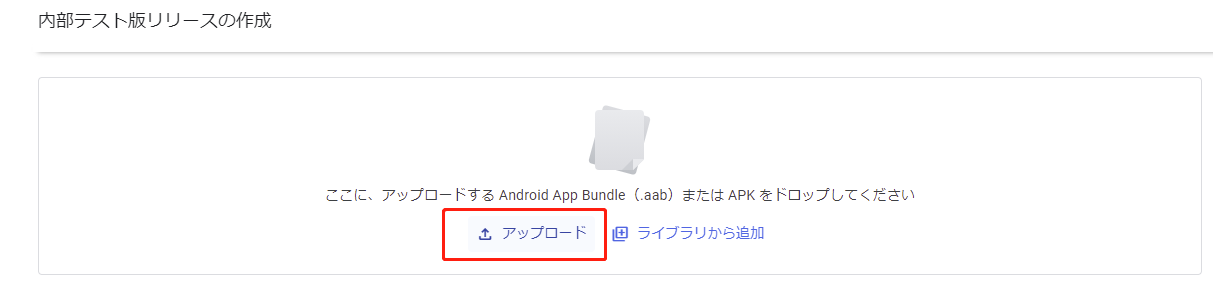 内部テスト版リリースの作成
ここに、アップロードする Android App Bundle（.aab）または APK をドロップしてください
アップロード ライブラリから追加